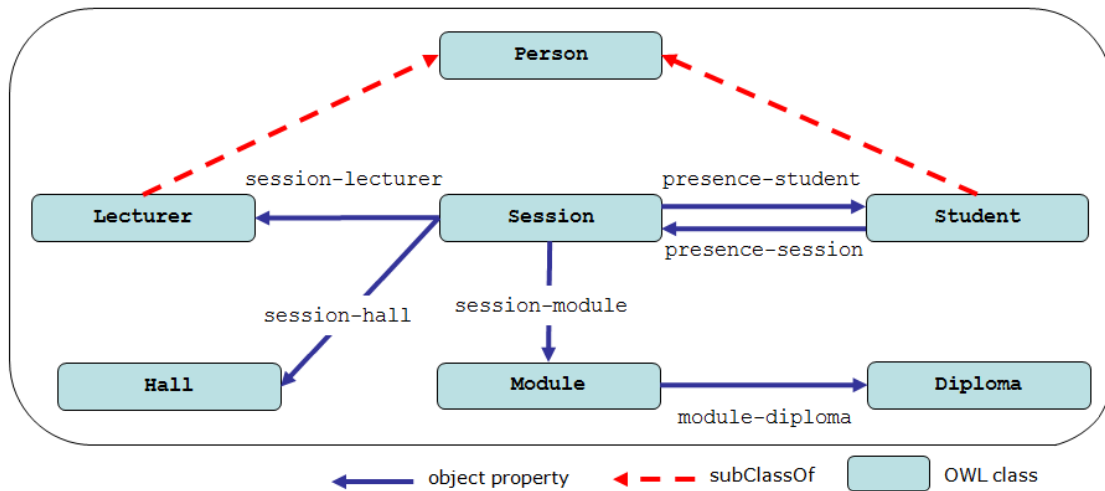 Person
session-lecturer
presence-student
Lecturer
Session
Student
presence-session
session-hall
session-module
Hall
Module
Diploma
module-diploma
object property
subClassOf
OWL class